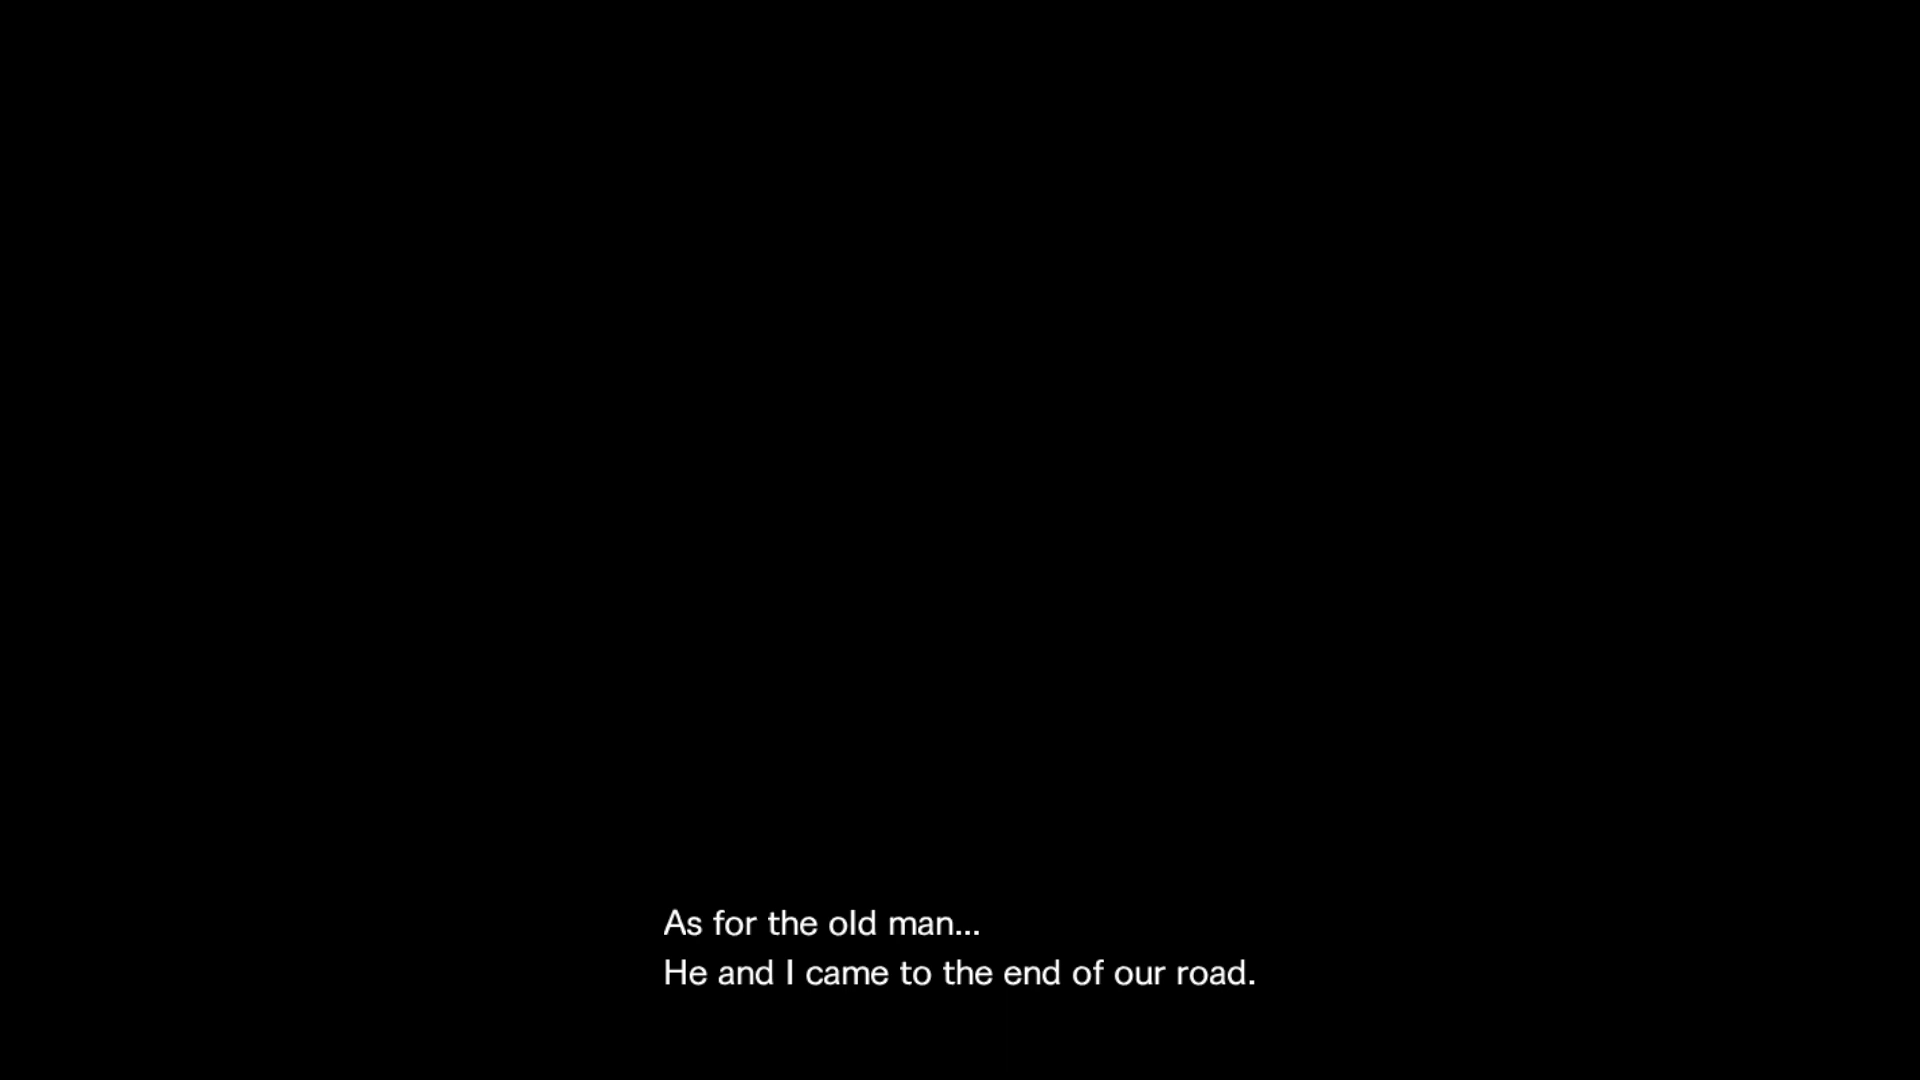 As for the old man...
He and I came to the end of our road.